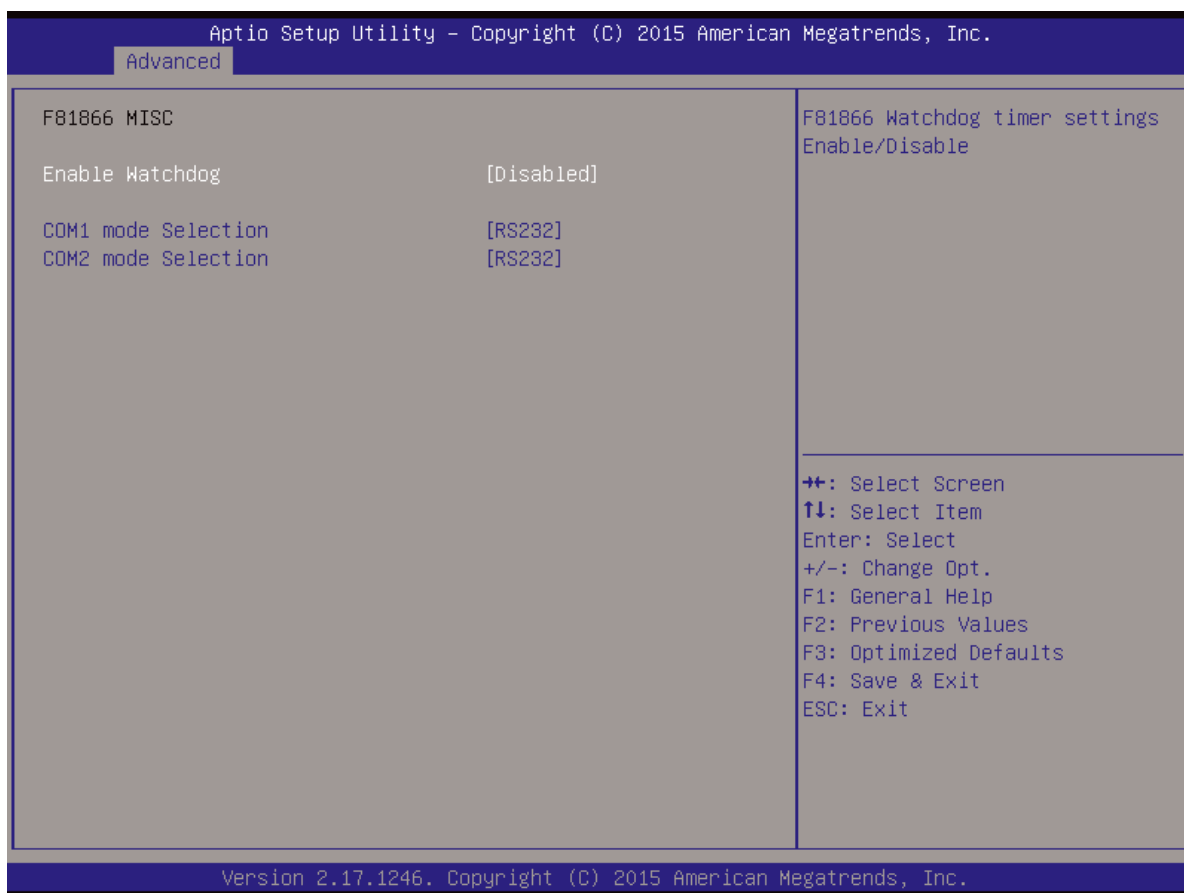 Aptio Setup Utility – Copyright (C) 2015 American Megatrends, Inc.
Advanced
F81866 MISC
Enable Watchdog [Disabled]
COM1 mode Selection [RS232]
COM2 mode Selection [RS232]
F81866 Watchdog timer settings
Enable/Disable
→←: Select Screen
↑↓: Select Item
Enter: Select
+/-: Change Opt.
F1: General Help
F2: Previous Values
F3: Optimized Defaults
F4: Save & Exit
ESC: Exit
Version 2.17.1246. Copyright (C) 2015 American Megatrends, Inc.